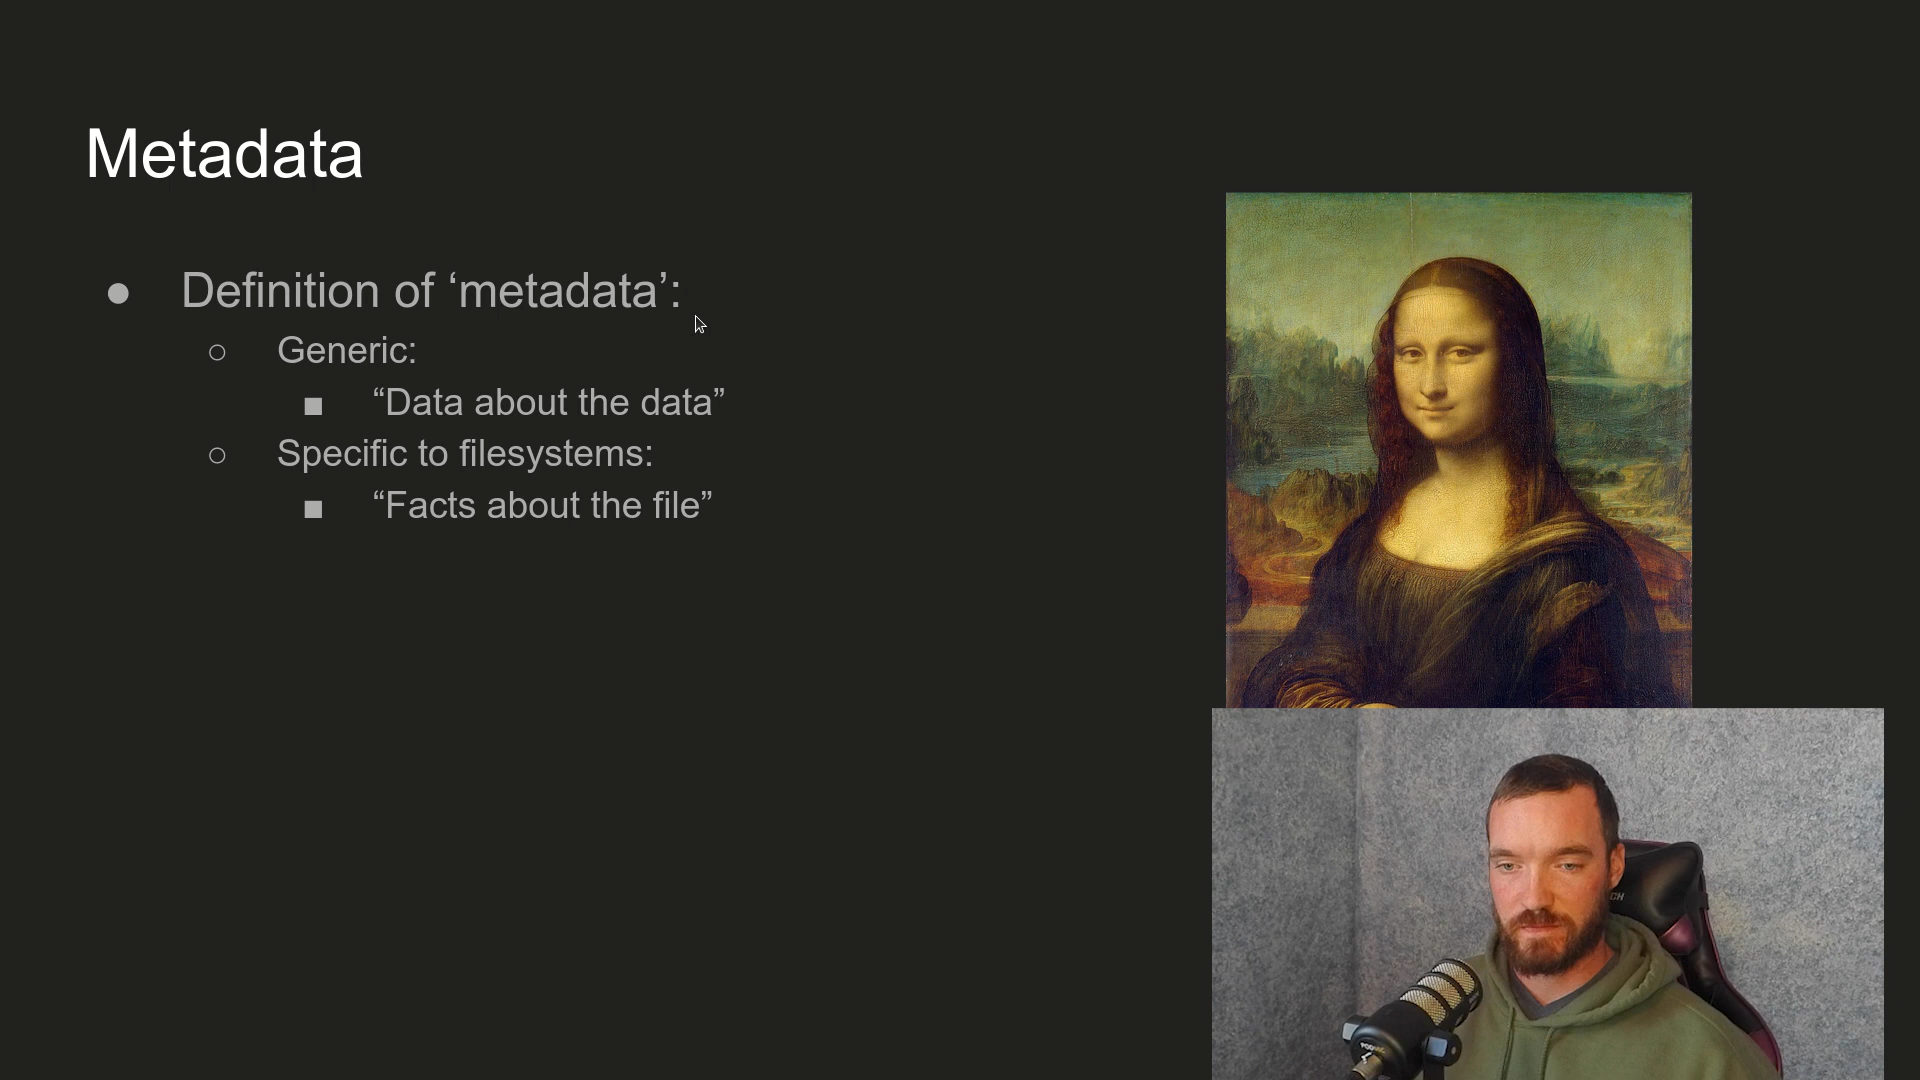 Metadata
● Definition of ‘metadata’:
○ Generic:
■ “Data about the data”
○ Specific to filesystems:
■ “Facts about the file”